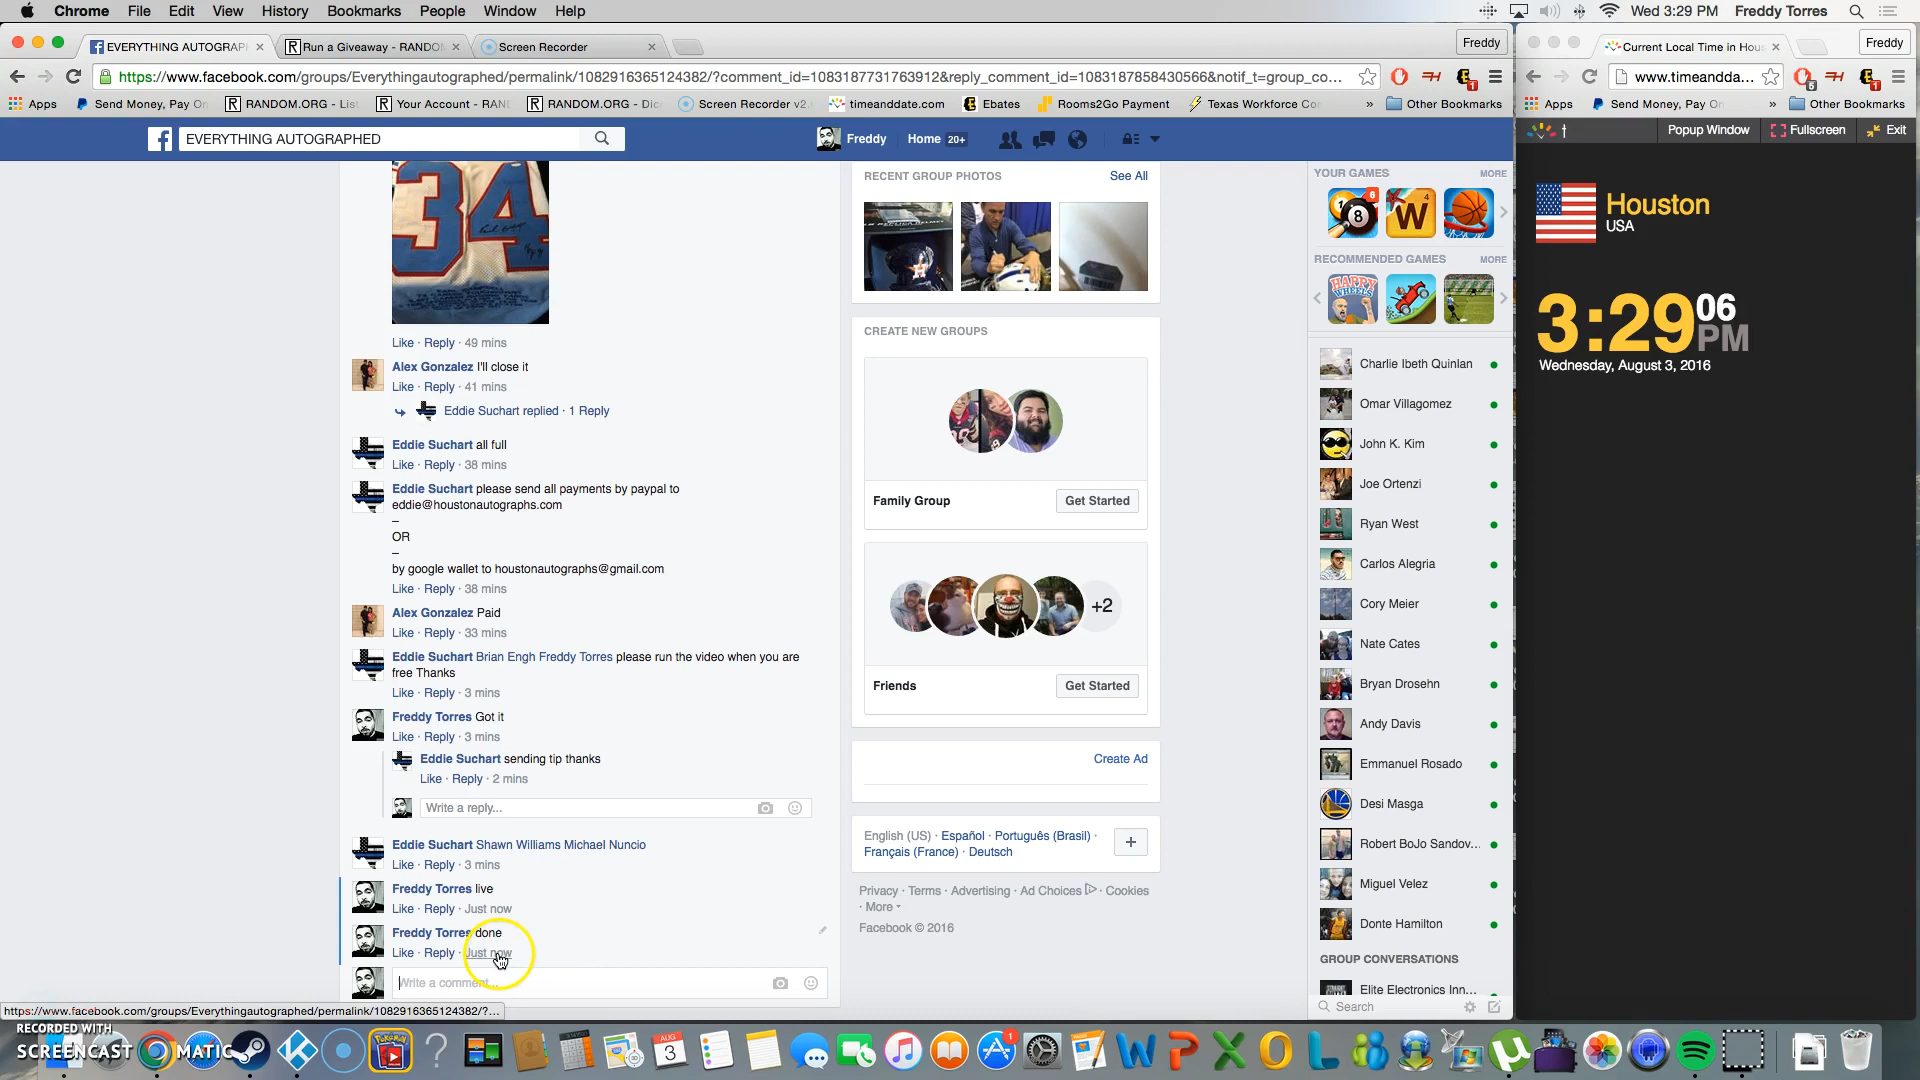 Chrome File Edit View History Bookmarks People Window Help
Wed 3:29 PM Freddy Torres
EVERYTHING AUTOGRAPH
Run a Giveaway - RANDO
Screen Recorder
Freddy
Current Local Time in Hous
Freddy
https://www.facebook.com/groups/Everythingautographed/permalink/1082916365124382/?comment_id=1083187731763912&reply_comment_id=1083187858430566&notif_t=group_co...
www.timeandda...
Apps Send Money, Pay On RANDOM.ORG - List Your Account - RAN RANDOM.ORG - Dic Screen Recorder v2. timeanddate.com Ebates Rooms2Go Payment Texas Workforce Co » Other Bookmarks
Apps Send Money, Pay On » Other Bookmarks
EVERYTHING AUTOGRAPHED
Freddy Home 20+
t Popup Window Fullscreen Exit
34
Like · Reply · 49 mins
Alex Gonzalez I'll close it
Like · Reply · 41 mins
Eddie Suchart replied · 1 Reply
Eddie Suchart all full
Like · Reply · 38 mins
Eddie Suchart please send all payments by paypal to
eddie@houstonautographs.com
–
OR
–
by google wallet to houstonautographs@gmail.com
Like · Reply · 38 mins
Alex Gonzalez Paid
Like · Reply · 33 mins
Eddie Suchart Brian Engh Freddy Torres please run the video when you are
free Thanks
Like · Reply · 3 mins
Freddy Torres Got it
Like · Reply · 3 mins
Eddie Suchart sending tip thanks
Like · Reply · 2 mins
Write a reply...
Eddie Suchart Shawn Williams Michael Nuncio
Like · Reply · 3 mins
Freddy Torres live
Like · Reply · Just now
Freddy Torres done
Like · Reply · Just now
Write a comment...
https://www.facebook.com/groups/Everythingautographed/permalink/1082916365124382/?...
RECENT GROUP PHOTOS See All
CREATE NEW GROUPS
Family Group Get Started
+2
Friends Get Started
Create Ad
English (US) · Español · Português (Brasil) ·
Français (France) · Deutsch
+
Privacy · Terms · Advertising · Ad Choices · Cookies
· More
Facebook © 2016
YOUR GAMES MORE
8 6 W 4
RECOMMENDED GAMES MORE
HAPPY WHEELS
Charlie Ibeth Quinlan
Omar Villagomez
John K. Kim
Joe Ortenzi
Ryan West
Carlos Alegria
Cory Meier
Nate Cates
Bryan Drosehn
Andy Davis
Emmanuel Rosado
Desi Masga
Robert BoJo Sandov...
Miguel Velez
Donte Hamilton
GROUP CONVERSATIONS
Elite Electronics Inn...
Search
Houston
USA
3:29 06 PM
Wednesday, August 3, 2016
RECORDED WITH
SCREENCAST MATIC
AUG 3
1